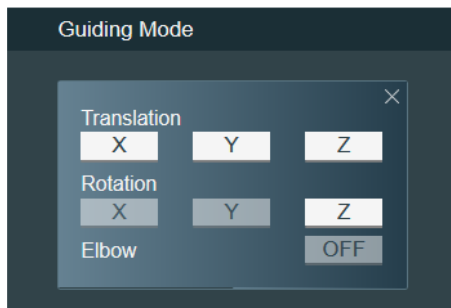 Guiding Mode
Translation
X Y Z
Rotation
X Y Z
Elbow OFF